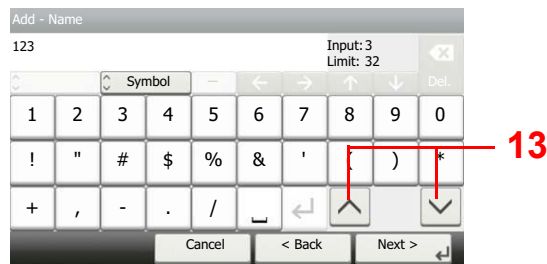 Add - Name
123 Input: 3
Limit: 32
Symbol Del.
1 2 3 4 5 6 7 8 9 0
! " # $ % & ' ( ) *
+ , - . / ⎵
Cancel < Back Next >
13